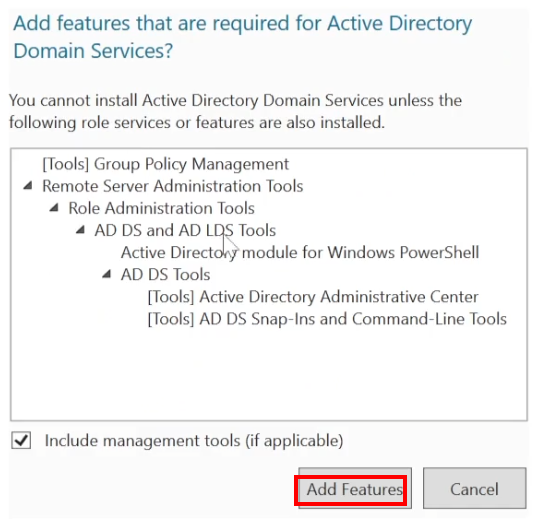 Add features that are required for Active Directory
Domain Services?
You cannot install Active Directory Domain Services unless the
following role services or features are also installed.
[Tools] Group Policy Management
Remote Server Administration Tools
Role Administration Tools
AD DS and AD LDS Tools
Active Directory module for Windows PowerShell
AD DS Tools
[Tools] Active Directory Administrative Center
[Tools] AD DS Snap-Ins and Command-Line Tools
Include management tools (if applicable)
Add Features
Cancel